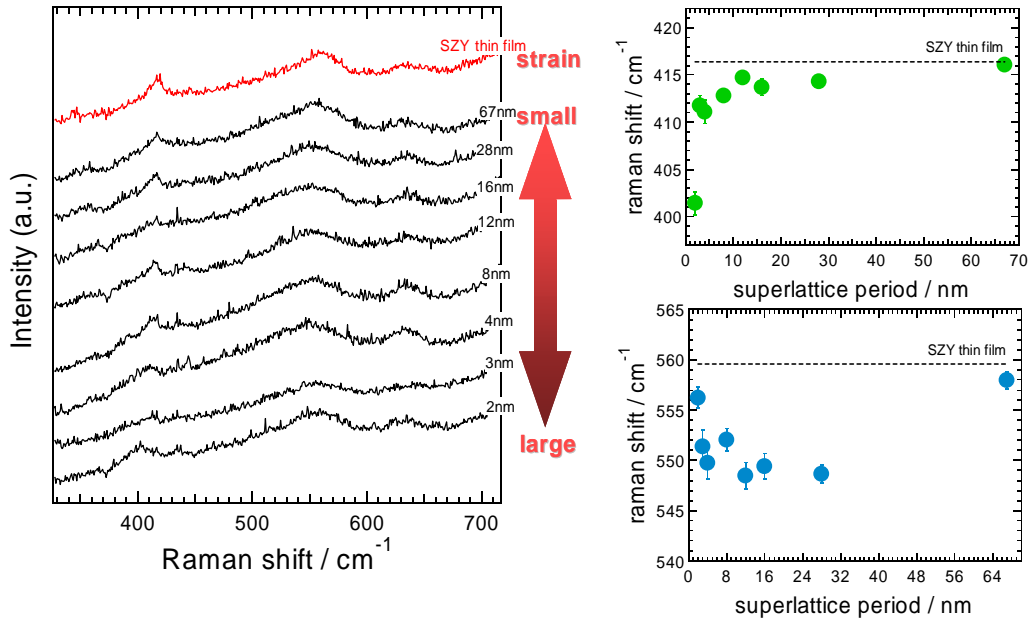 SZY thin film
strain
67nm
small
28nm
16nm
12nm
8nm
4nm
3nm
2nm
large
Intensity (a.u.)
400
500
600
700
Raman shift / cm⁻¹
420
415
410
405
400
raman shift / cm⁻¹
SZY thin film
0
10
20
30
40
50
60
70
superlattice period / nm
565
560
555
550
545
540
raman shift / cm⁻¹
SZY thin film
0
8
16
24
32
40
48
56
64
superlattice period / nm